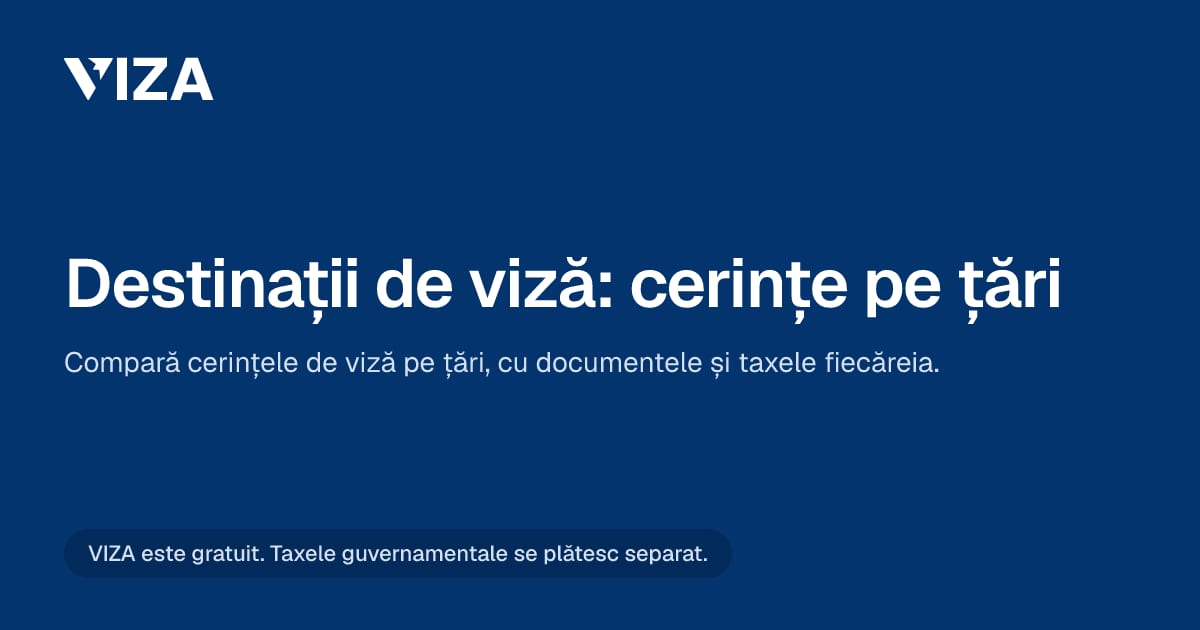 VIZA
Destinații de viză: cerințe pe țări
Compară cerințele de viză pe țări, cu documentele și taxele fiecăreia.
VIZA este gratuit. Taxele guvernamentale se plătesc separat.